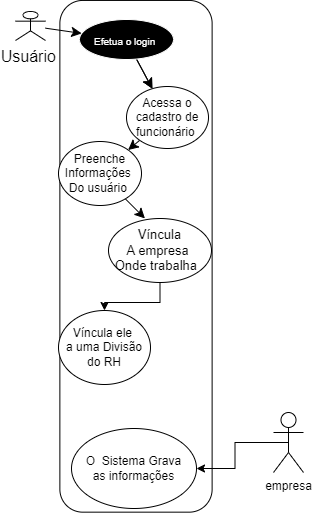 Usuário
Efetua o login
Acessa o
cadastro de
funcionário
Preenche
Informações
Do usuário
Víncula
A empresa
Onde trabalha
Víncula ele
a uma Divisão
do RH
O Sistema Grava
as informações
empresa